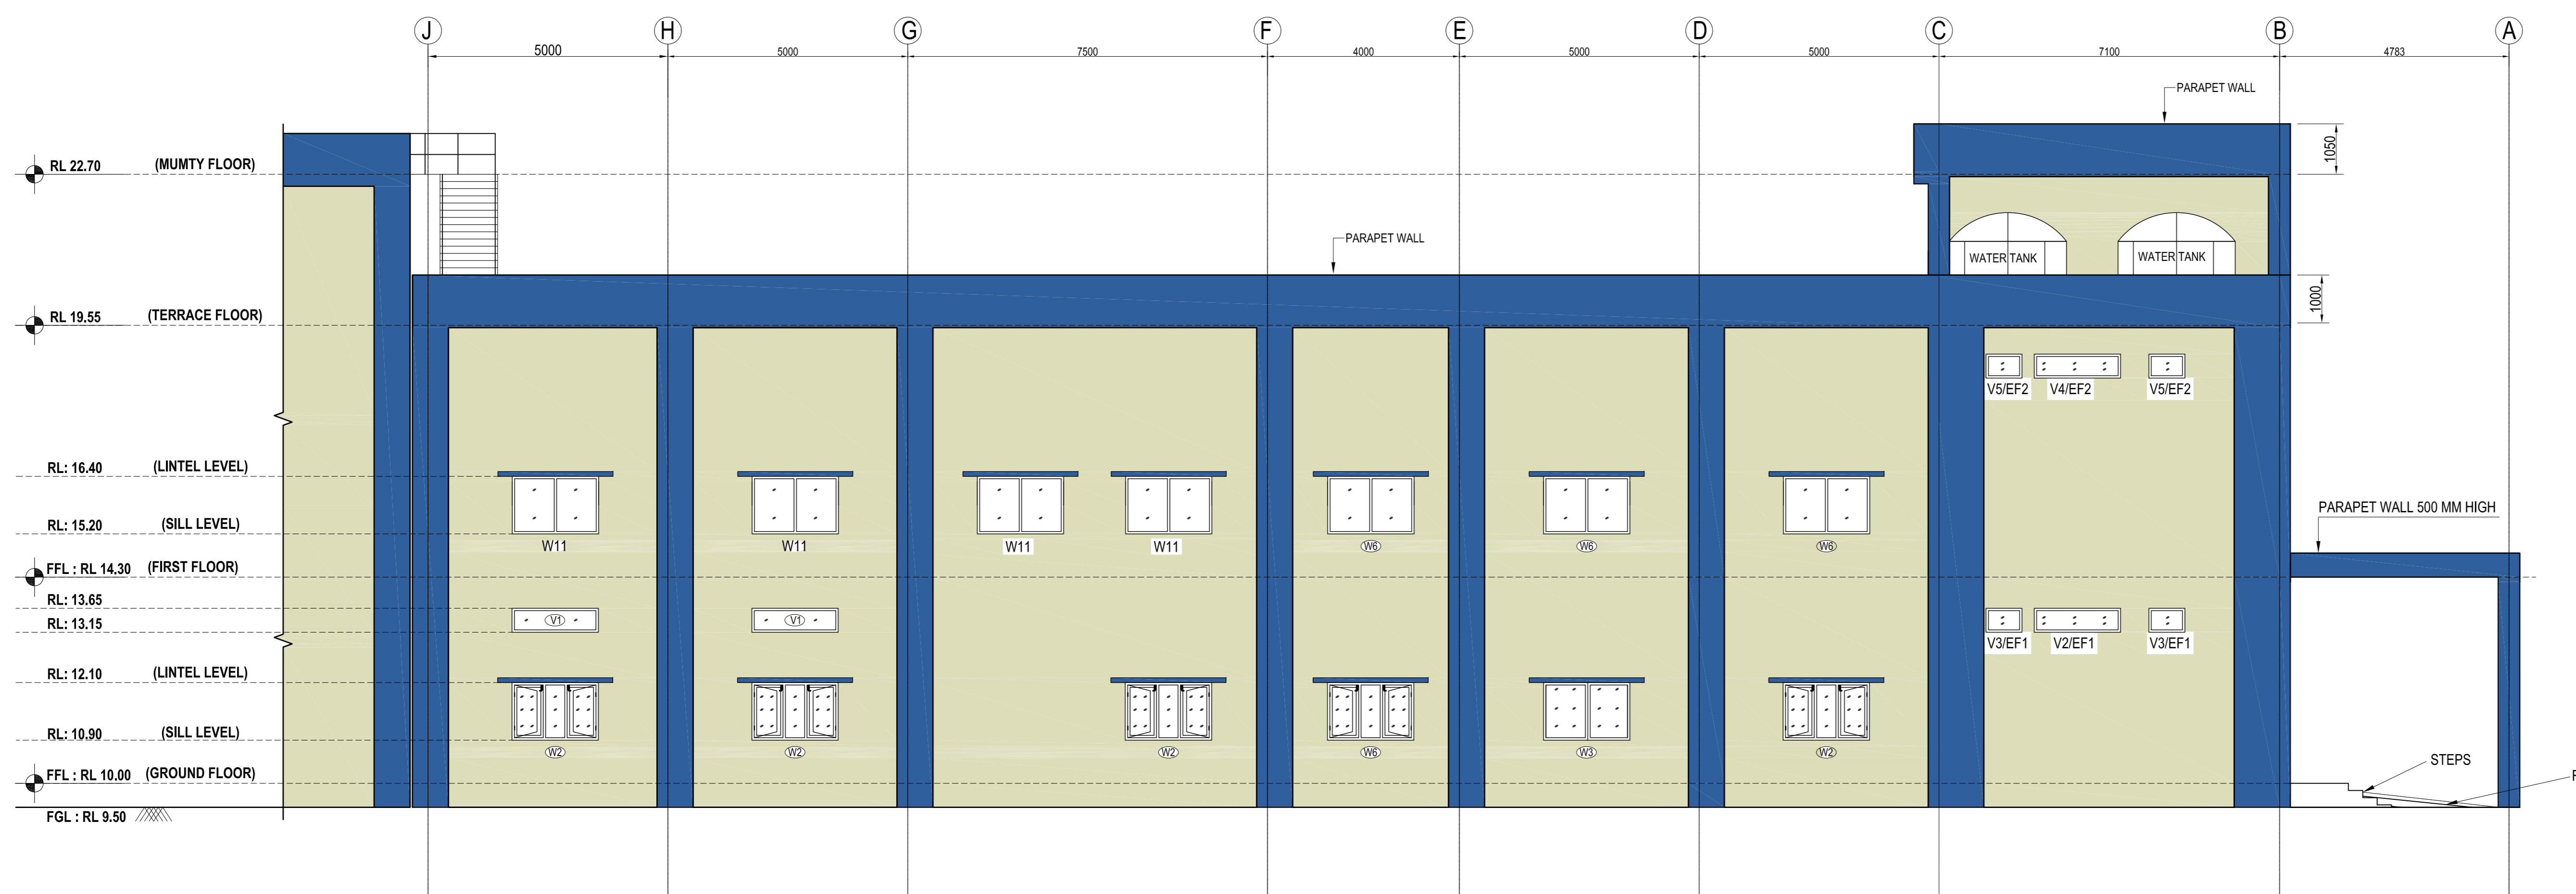 J H G F E D C B A
5000 5000 7500 4000 5000 5000 7100 4783
PARAPET WALL
1050
RL 22.70 (MUMTY FLOOR)
PARAPET WALL
WATER TANK WATER TANK
1000
RL 19.55 (TERRACE FLOOR)
V5/EF2 V4/EF2 V5/EF2
RL: 16.40 (LINTEL LEVEL)
PARAPET WALL 500 MM HIGH
RL: 15.20 (SILL LEVEL)
W11 W11 W11 W11 W6 W6 W6
FFL : RL 14.30 (FIRST FLOOR)
RL: 13.65
V1 V1
RL: 13.15
V3/EF1 V2/EF1 V3/EF1
RL: 12.10 (LINTEL LEVEL)
RL: 10.90 (SILL LEVEL)
W2 W2 W2 W6 W3 W2
STEPS
FFL : RL 10.00 (GROUND FLOOR)
FGL : RL 9.50